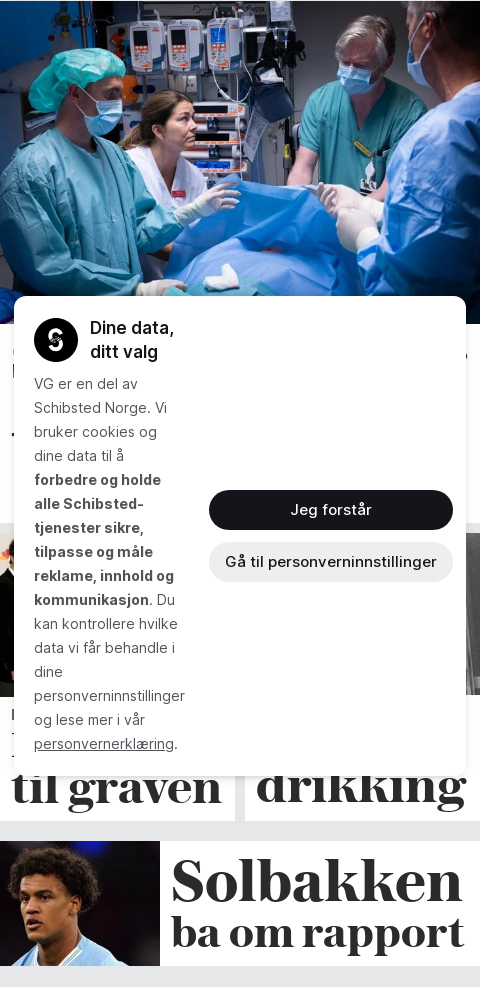 Dine data,
ditt valg
VG er en del av
Schibsted Norge. Vi
bruker cookies og
dine data til å
forbedre og holde
alle Schibsted-
tjenester sikre,
tilpasse og måle
reklame, innhold og
kommunikasjon. Du
kan kontrollere hvilke
data vi får behandle i
dine
personverninnstillinger
og lese mer i vår
personvernerklæring.
Jeg forstår
Gå til personverninnstillinger
til graven
drikking
Solbakken
ba om rapport